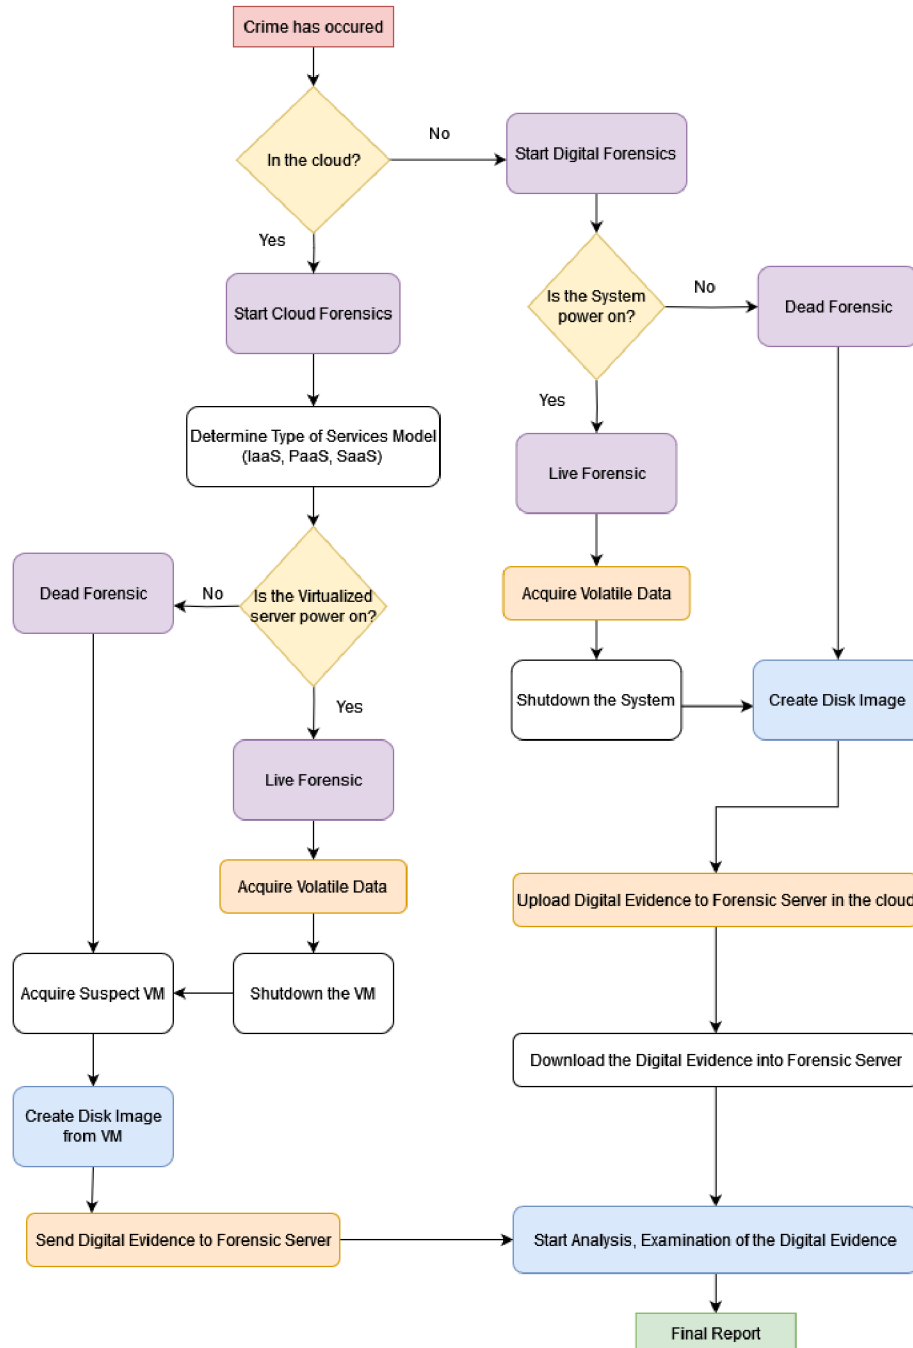 Crime has occured
In the cloud?
No
Start Digital Forensics
Yes
Start Cloud Forensics
Is the System
power on?
No
Dead Forensic
Determine Type of Services Model
(IaaS, PaaS, SaaS)
Yes
Live Forensic
Dead Forensic
No
Is the Virtualized
server power on?
Acquire Volatile Data
Yes
Shutdown the System
Create Disk Image
Live Forensic
Acquire Volatile Data
Upload Digital Evidence to Forensic Server in the cloud
Acquire Suspect VM
Shutdown the VM
Download the Digital Evidence into Forensic Server
Create Disk Image
from VM
Send Digital Evidence to Forensic Server
Start Analysis, Examination of the Digital Evidence
Final Report